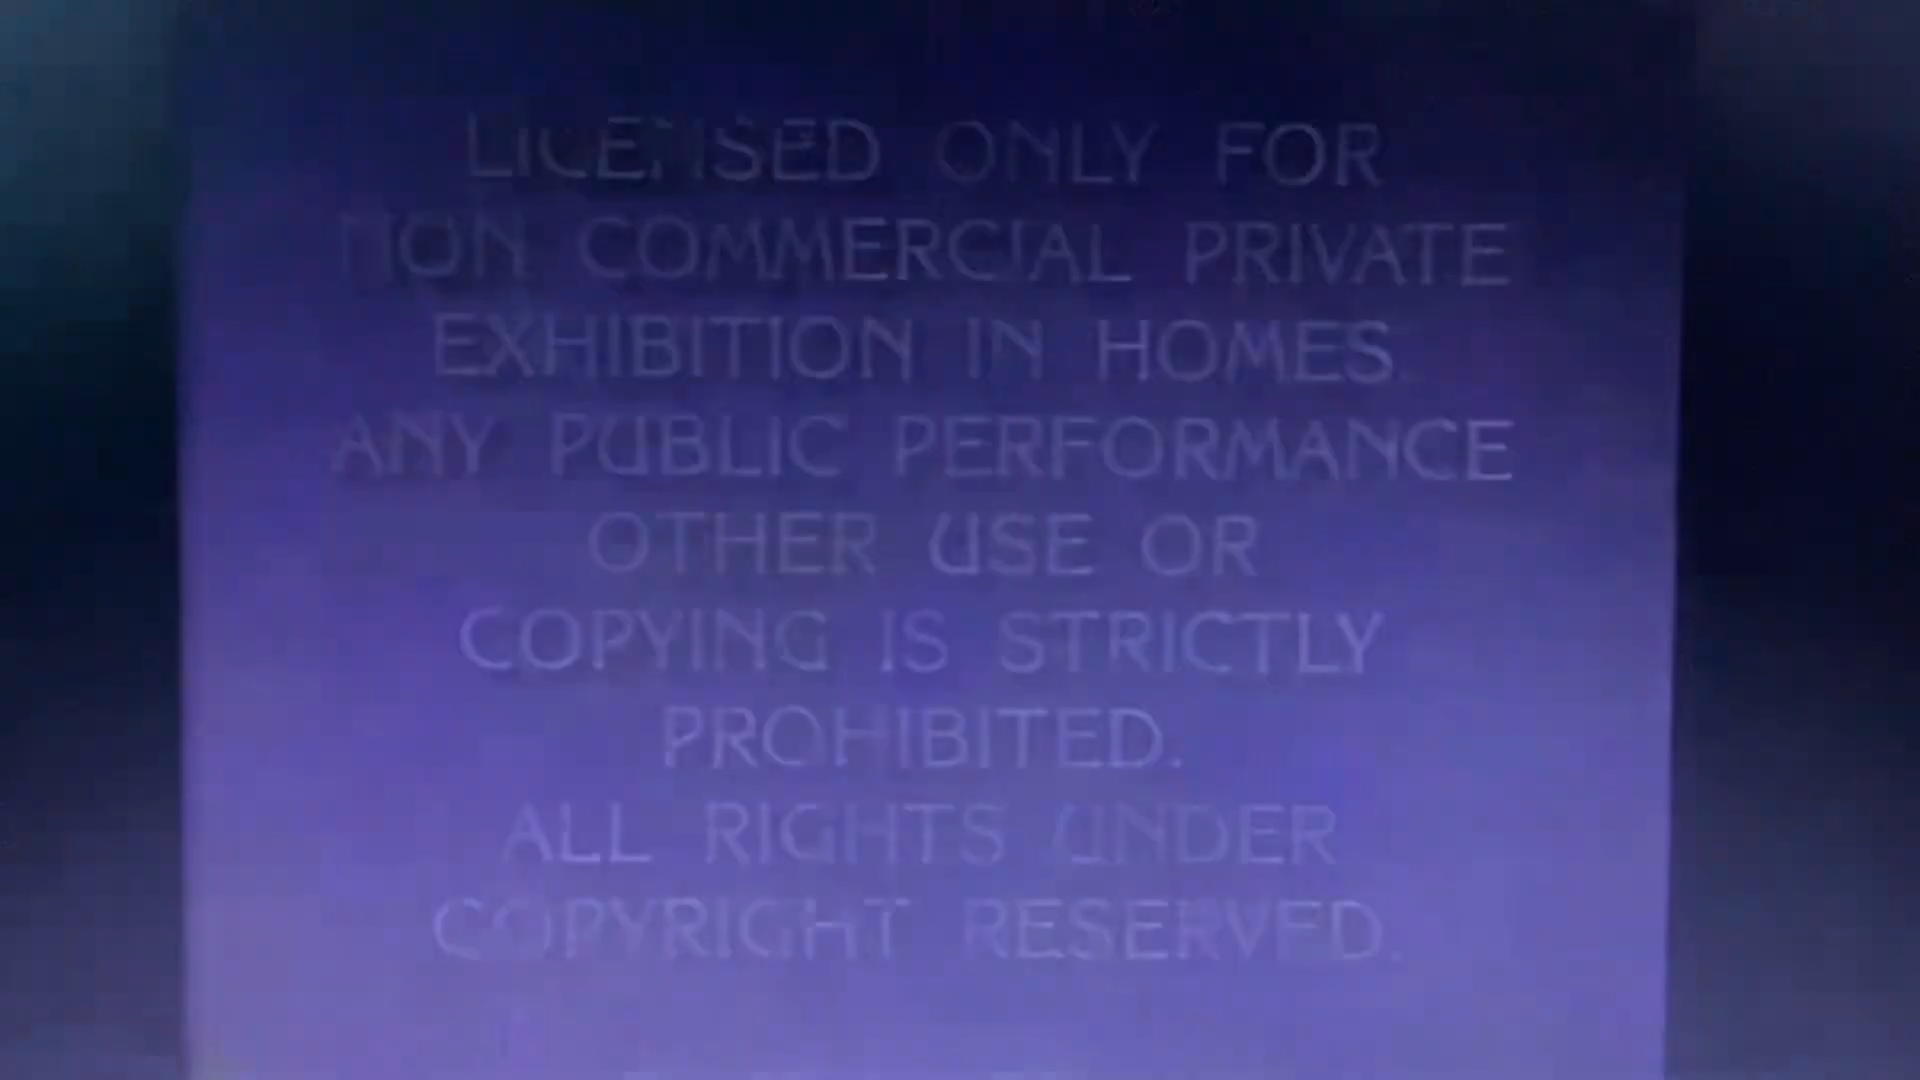 LICENSED ONLY FOR
NON COMMERCIAL PRIVATE
EXHIBITION IN HOMES.
ANY PUBLIC PERFORMANCE
OTHER USE OR
COPYING IS STRICTLY
PROHIBITED.
ALL RIGHTS UNDER
COPYRIGHT RESERVED.